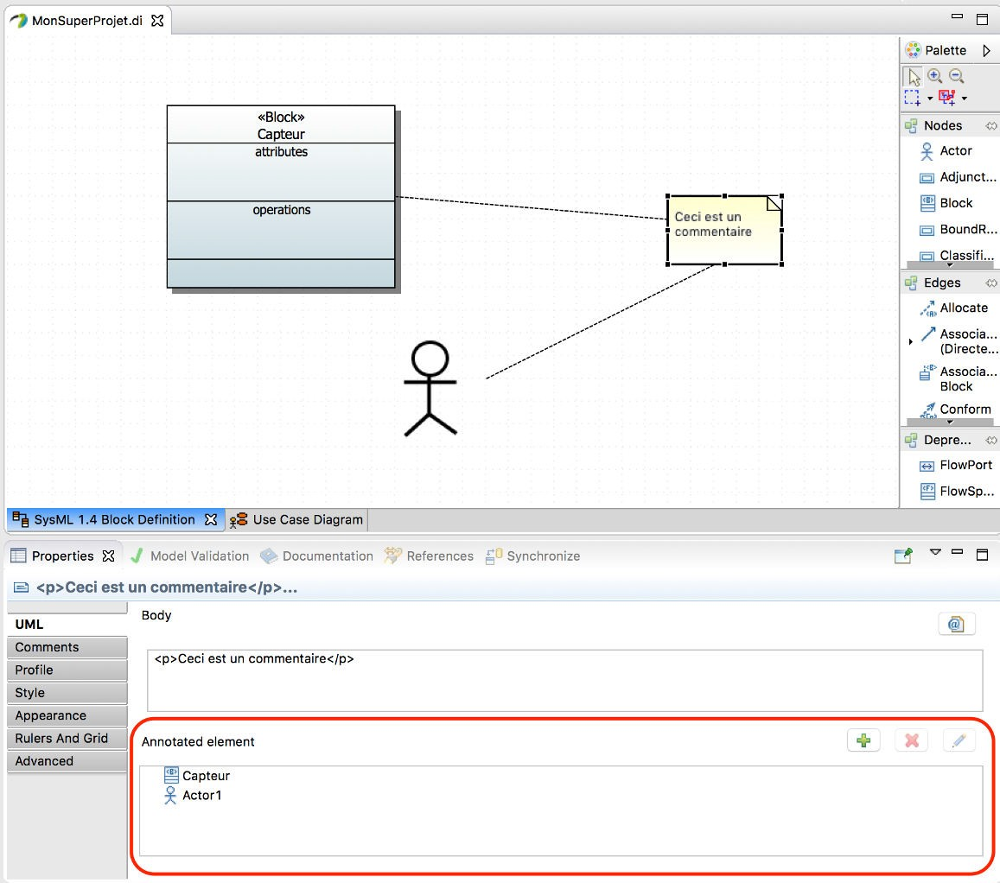 MonSuperProjet.di
Palette
«Block»
Capteur
attributes
operations
Ceci est un
commentaire
Nodes
Actor
Adjunct...
Block
BoundR...
Classifi...
Edges
Allocate
Associa...
(Directe...
Associa...
Block
Conform
Depre...
FlowPort
FlowSp...
SysML 1.4 Block Definition
Use Case Diagram
Properties
Model Validation
Documentation
References
Synchronize
<p>Ceci est un commentaire</p>...
UML
Comments
Profile
Style
Appearance
Rulers And Grid
Advanced
Body
<p>Ceci est un commentaire</p>
Annotated element
Capteur
Actor1